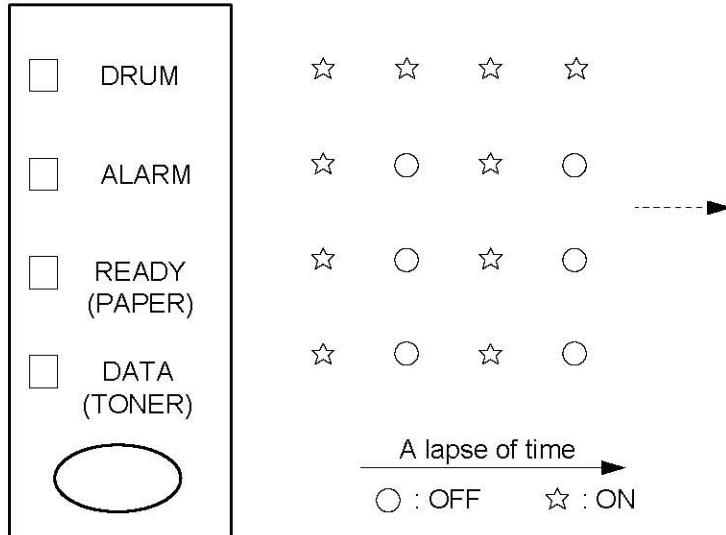 DRUM
ALARM
READY
(PAPER)
DATA
(TONER)
A lapse of time
: OFF
: ON